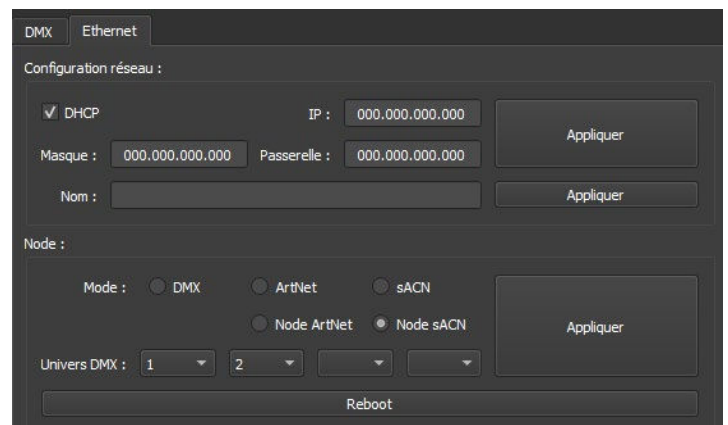 DMX Ethernet
Configuration réseau :
DHCP IP : 000.000.000.000 Appliquer
Masque : 000.000.000.000 Passerelle : 000.000.000.000
Nom : Appliquer
Node :
Mode : DMX ArtNet sACN
Node ArtNet Node sACN Appliquer
Univers DMX : 1 2
Reboot